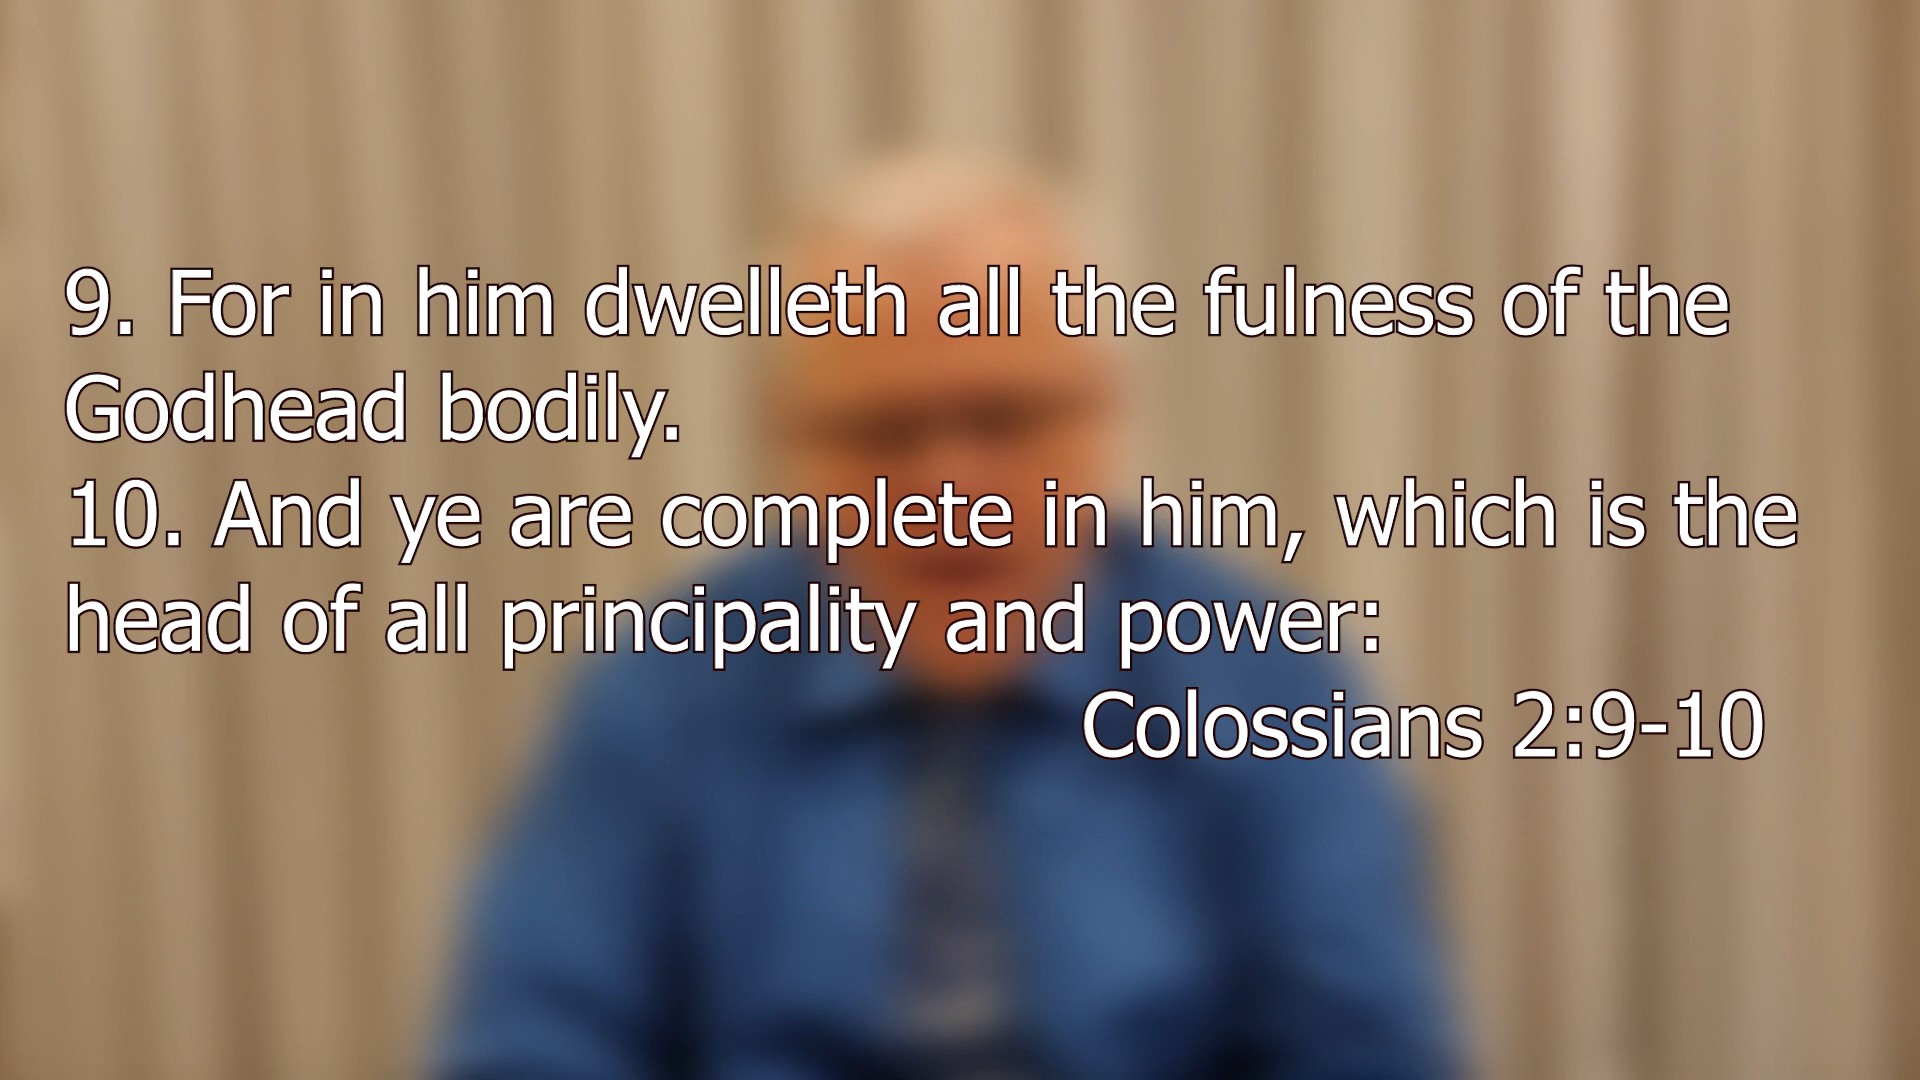 9. For in him dwelleth all the fulness of the
Godhead bodily.
10. And ye are complete in him, which is the
head of all principality and power:
Colossians 2:9-10